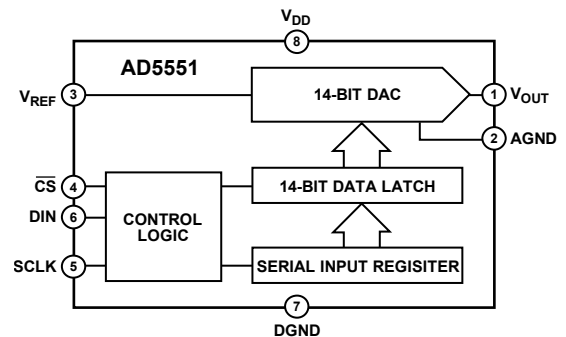 VDD
8
AD5551
VREF 3
14-BIT DAC
1 VOUT
2 AGND
CS 4
14-BIT DATA LATCH
DIN 6
CONTROL
LOGIC
SCLK 5
SERIAL INPUT REGISITER
7
DGND